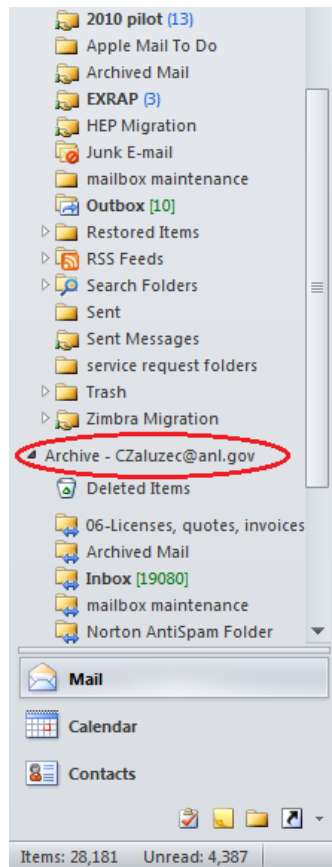 2010 pilot (13)
Apple Mail To Do
Archived Mail
EXRAP (3)
HEP Migration
Junk E-mail
mailbox maintenance
Outbox [10]
Restored Items
RSS Feeds
Search Folders
Sent
Sent Messages
service request folders
Trash
Zimbra Migration
Archive - CZaluzec@anl.gov
Deleted Items
06-Licenses, quotes, invoices
Archived Mail
Inbox [19080]
mailbox maintenance
Norton AntiSpam Folder
Mail
Calendar
Contacts
Items: 28,181 Unread: 4,387